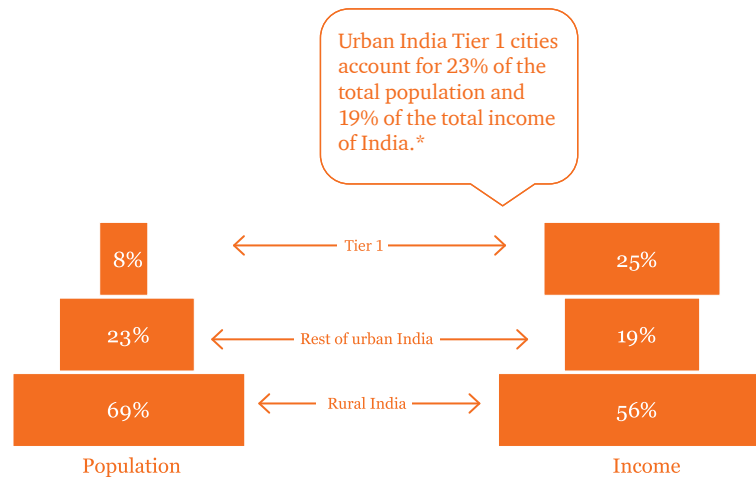 Urban India Tier 1 cities
account for 23% of the
total population and
19% of the total income
of India.*
8%
Tier 1
25%
23%
Rest of urban India
19%
69%
Rural India
56%
Population
Income